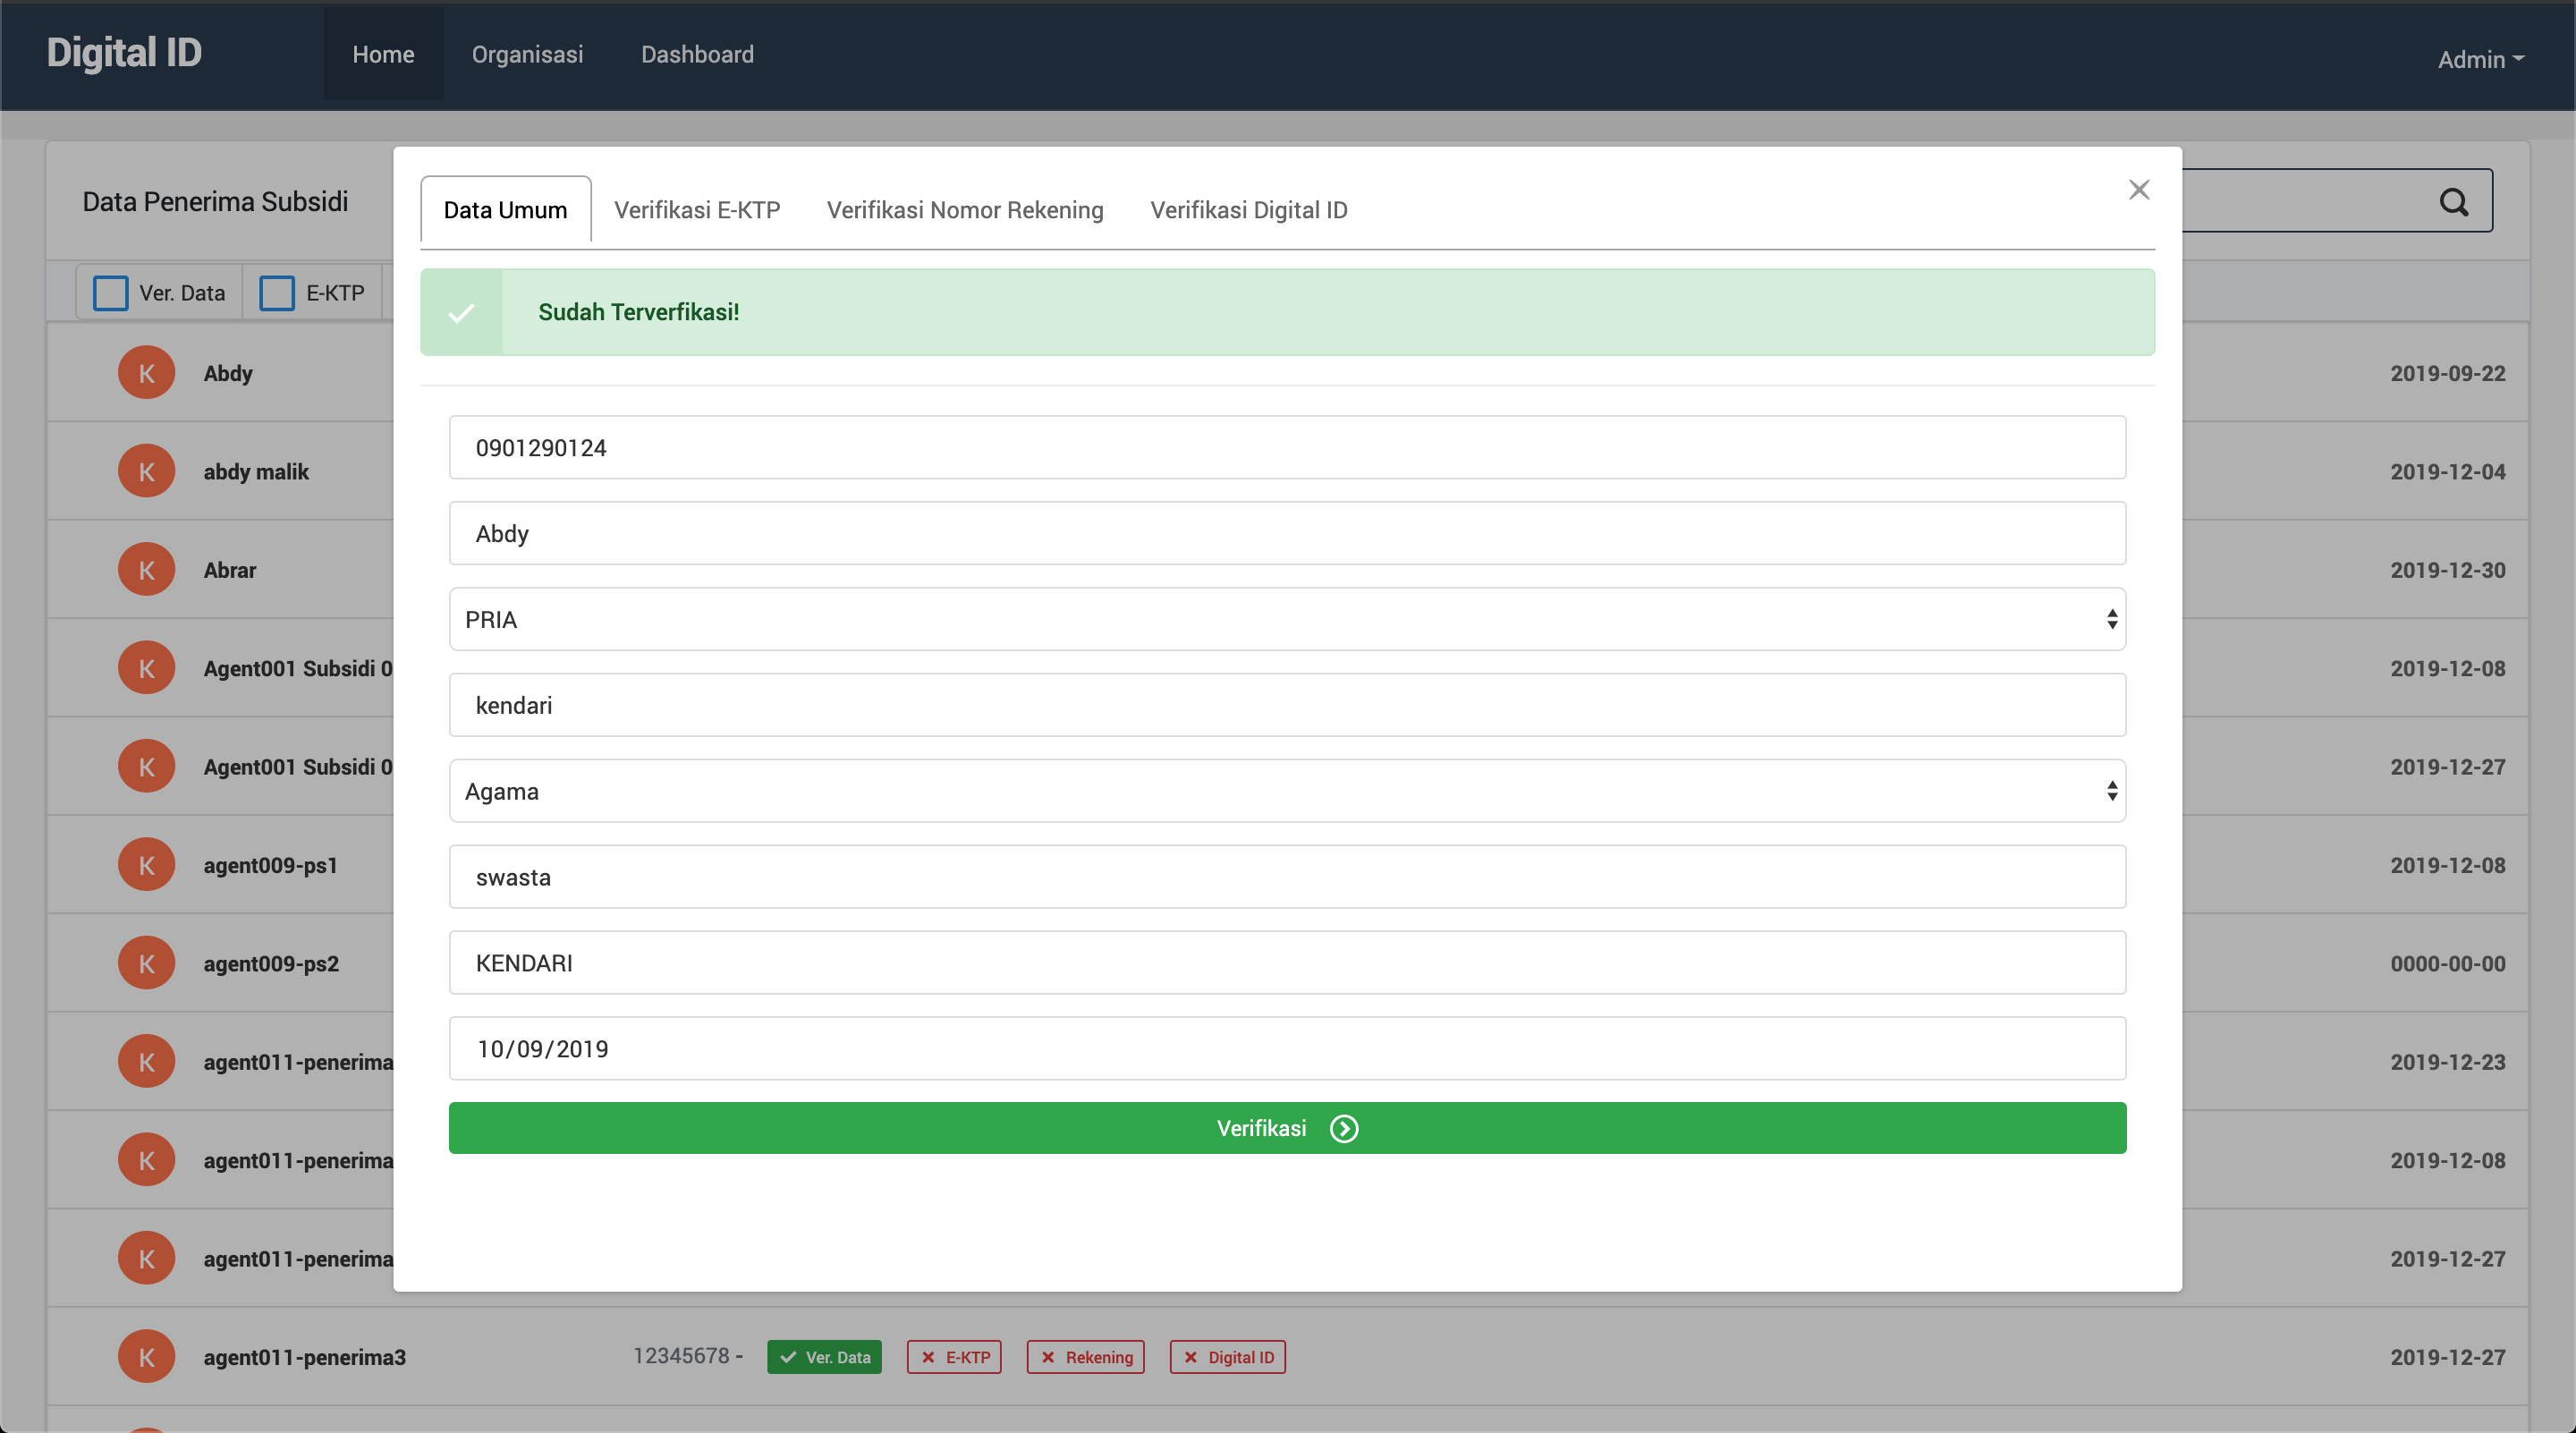 Digital ID Home Organisasi Dashboard Admin
Data Penerima Subsidi
Data Umum Verifikasi E-KTP Verifikasi Nomor Rekening Verifikasi Digital ID
Sudah Terverfikasi!
Ver. Data E-KTP
0901290124
Abdy
PRIA
kendari
Agama
swasta
KENDARI
10/09/2019
Verifikasi
K Abdy 2019-09-22
K abdy malik 2019-12-04
K Abrar 2019-12-30
K Agent001 Subsidi 0 2019-12-08
K Agent001 Subsidi 0 2019-12-27
K agent009-ps1 2019-12-08
K agent009-ps2 0000-00-00
K agent011-penerima 2019-12-23
K agent011-penerima 2019-12-08
K agent011-penerima 2019-12-27
K agent011-penerima3 12345678 - Ver. Data E-KTP Rekening Digital ID 2019-12-27